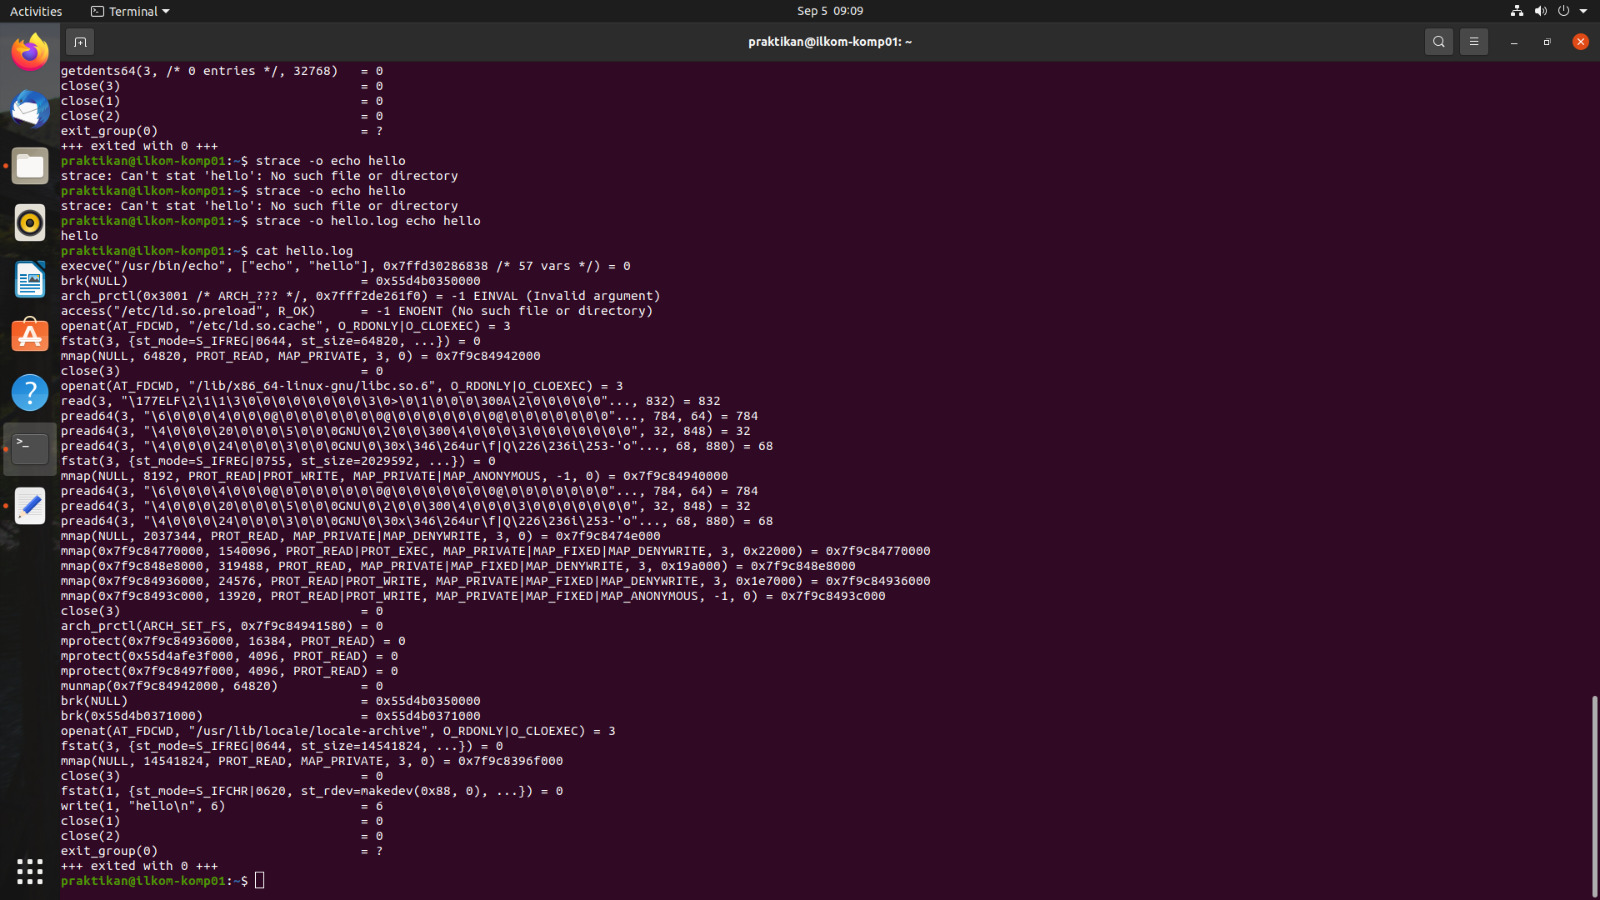 Activities Terminal Sep 5 09:09
praktikan@ilkom-komp01: ~
getdents64(3, /* 0 entries */, 32768)   = 0
close(3)                                = 0
close(1)                                = 0
close(2)                                = 0
exit_group(0)                           = ?
+++ exited with 0 +++
praktikan@ilkom-komp01:~$ strace -o echo hello
strace: Can't stat 'hello': No such file or directory
praktikan@ilkom-komp01:~$ strace -o echo hello
strace: Can't stat 'hello': No such file or directory
praktikan@ilkom-komp01:~$ strace -o hello.log echo hello
hello
praktikan@ilkom-komp01:~$ cat hello.log
execve("/usr/bin/echo", ["echo", "hello"], 0x7ffd30286838 /* 57 vars */) = 0
brk(NULL)                               = 0x55d4b0350000
arch_prctl(0x3001 /* ARCH_??? */, 0x7fff2de261f0) = -1 EINVAL (Invalid argument)
access("/etc/ld.so.preload", R_OK)      = -1 ENOENT (No such file or directory)
openat(AT_FDCWD, "/etc/ld.so.cache", O_RDONLY|O_CLOEXEC) = 3
fstat(3, {st_mode=S_IFREG|0644, st_size=64820, ...}) = 0
mmap(NULL, 64820, PROT_READ, MAP_PRIVATE, 3, 0) = 0x7f9c84942000
close(3)                                = 0
openat(AT_FDCWD, "/lib/x86_64-linux-gnu/libc.so.6", O_RDONLY|O_CLOEXEC) = 3
read(3, "\177ELF\2\1\1\3\0\0\0\0\0\0\0\0\3\0>\0\1\0\0\0\300A\2\0\0\0\0\0"..., 832) = 832
pread64(3, "\6\0\0\0\4\0\0\0@\0\0\0\0\0\0\0@\0\0\0\0\0\0\0@\0\0\0\0\0\0\0"..., 784, 64) = 784
pread64(3, "\4\0\0\0\20\0\0\0\5\0\0\0GNU\0\2\0\0\300\4\0\0\0\3\0\0\0\0\0\0\0", 32, 848) = 32
pread64(3, "\4\0\0\0\24\0\0\0\3\0\0\0GNU\0\30x\346\264ur\f|Q\226\236i\253-'o"..., 68, 880) = 68
fstat(3, {st_mode=S_IFREG|0755, st_size=2029592, ...}) = 0
mmap(NULL, 8192, PROT_READ|PROT_WRITE, MAP_PRIVATE|MAP_ANONYMOUS, -1, 0) = 0x7f9c84940000
pread64(3, "\6\0\0\0\4\0\0\0@\0\0\0\0\0\0\0@\0\0\0\0\0\0\0@\0\0\0\0\0\0\0"..., 784, 64) = 784
pread64(3, "\4\0\0\0\20\0\0\0\5\0\0\0GNU\0\2\0\0\300\4\0\0\0\3\0\0\0\0\0\0\0", 32, 848) = 32
pread64(3, "\4\0\0\0\24\0\0\0\3\0\0\0GNU\0\30x\346\264ur\f|Q\226\236i\253-'o"..., 68, 880) = 68
mmap(NULL, 2037344, PROT_READ, MAP_PRIVATE|MAP_DENYWRITE, 3, 0) = 0x7f9c8474e000
mmap(0x7f9c84770000, 1540096, PROT_READ|PROT_EXEC, MAP_PRIVATE|MAP_FIXED|MAP_DENYWRITE, 3, 0x22000) = 0x7f9c84770000
mmap(0x7f9c848e8000, 319488, PROT_READ, MAP_PRIVATE|MAP_FIXED|MAP_DENYWRITE, 3, 0x19a000) = 0x7f9c848e8000
mmap(0x7f9c84936000, 24576, PROT_READ|PROT_WRITE, MAP_PRIVATE|MAP_FIXED|MAP_DENYWRITE, 3, 0x1e7000) = 0x7f9c84936000
mmap(0x7f9c8493c000, 13920, PROT_READ|PROT_WRITE, MAP_PRIVATE|MAP_FIXED|MAP_ANONYMOUS, -1, 0) = 0x7f9c8493c000
close(3)                                = 0
arch_prctl(ARCH_SET_FS, 0x7f9c84941580) = 0
mprotect(0x7f9c84936000, 16384, PROT_READ) = 0
mprotect(0x55d4afe3f000, 4096, PROT_READ) = 0
mprotect(0x7f9c8497f000, 4096, PROT_READ) = 0
munmap(0x7f9c84942000, 64820)           = 0
brk(NULL)                               = 0x55d4b0350000
brk(0x55d4b0371000)                     = 0x55d4b0371000
openat(AT_FDCWD, "/usr/lib/locale/locale-archive", O_RDONLY|O_CLOEXEC) = 3
fstat(3, {st_mode=S_IFREG|0644, st_size=14541824, ...}) = 0
mmap(NULL, 14541824, PROT_READ, MAP_PRIVATE, 3, 0) = 0x7f9c8396f000
close(3)                                = 0
fstat(1, {st_mode=S_IFCHR|0620, st_rdev=makedev(0x88, 0), ...}) = 0
write(1, "hello\n", 6)                  = 6
close(1)                                = 0
close(2)                                = 0
exit_group(0)                           = ?
+++ exited with 0 +++
praktikan@ilkom-komp01:~$